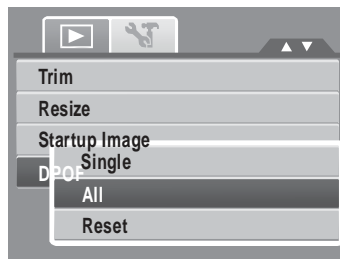 Trim
Resize
Startup Image
DPOF
Single
All
Reset